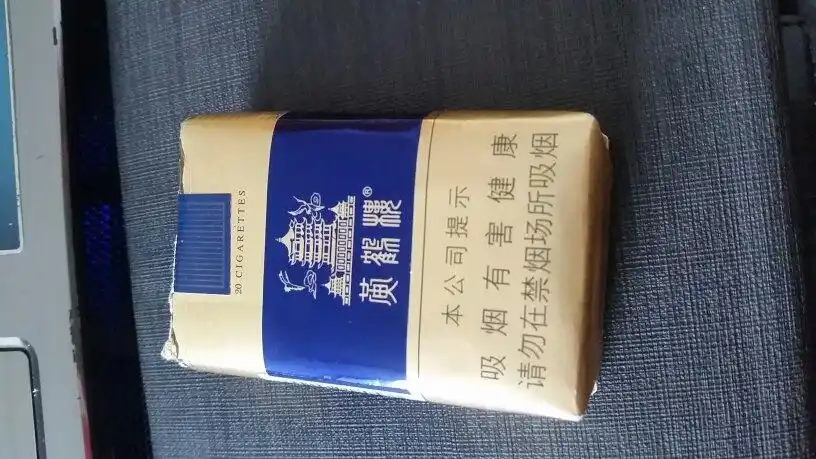 20 CIGARETTES
黄鹤楼®
本公司提示
吸烟有害健康
请勿在禁烟场所吸烟